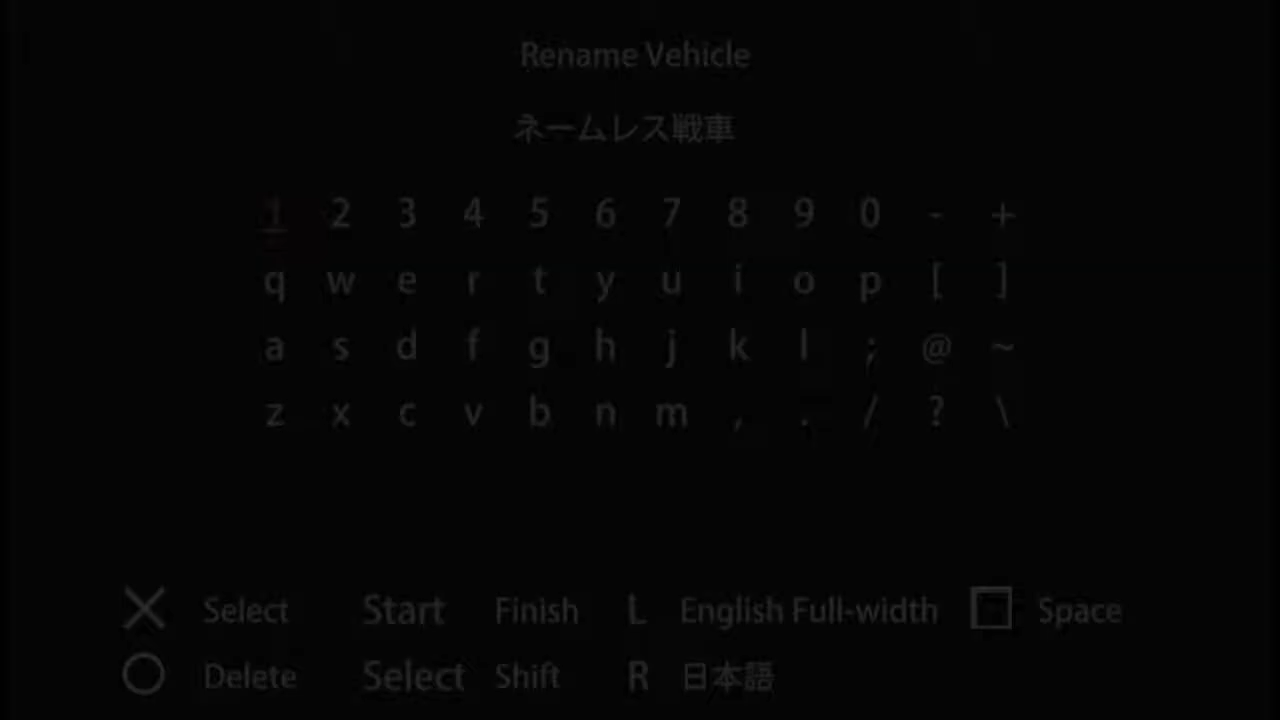 Rename Vehicle
ネームレス戦車
1 2 3 4 5 6 7 8 9 0 - +
q w e r t y u i o p [ ]
a s d f g h j k l ; @ ~
z x c v b n m , . / ? \
Select Start Finish L English Full-width Space
Delete Select Shift R 日本語